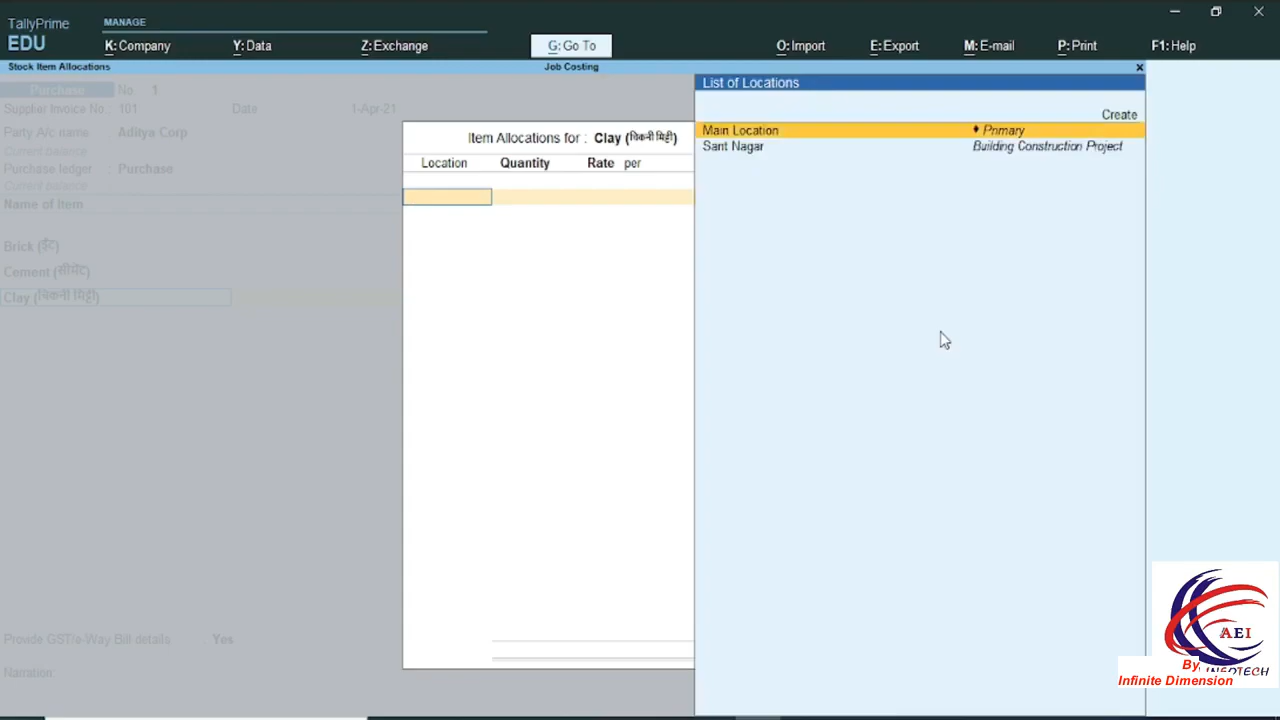 TallyPrime
EDU
MANAGE
K: Company
Y: Data
Z: Exchange
G: Go To
O: Import
E: Export
M: E-mail
P: Print
F1: Help
Stock Item Allocations
Job Costing
Purchase No. 1
Supplier Invoice No.: 101 Date 1-Apr-21
Party A/c name : Aditya Corp
Current balance :
Purchase ledger : Purchase
Current balance :
Name of Item
Brick (ईंट)
Cement (सीमेंट)
Clay (चिकनी मिट्टी)
Provide GST/e-Way Bill details : Yes
Narration:
Item Allocations for : Clay (चिकनी मिट्टी)
Location Quantity Rate per
List of Locations
Create
Main Location ♦ Primary
Sant Nagar Building Construction Project
AEI
INFOTECH
By,
Infinite Dimension